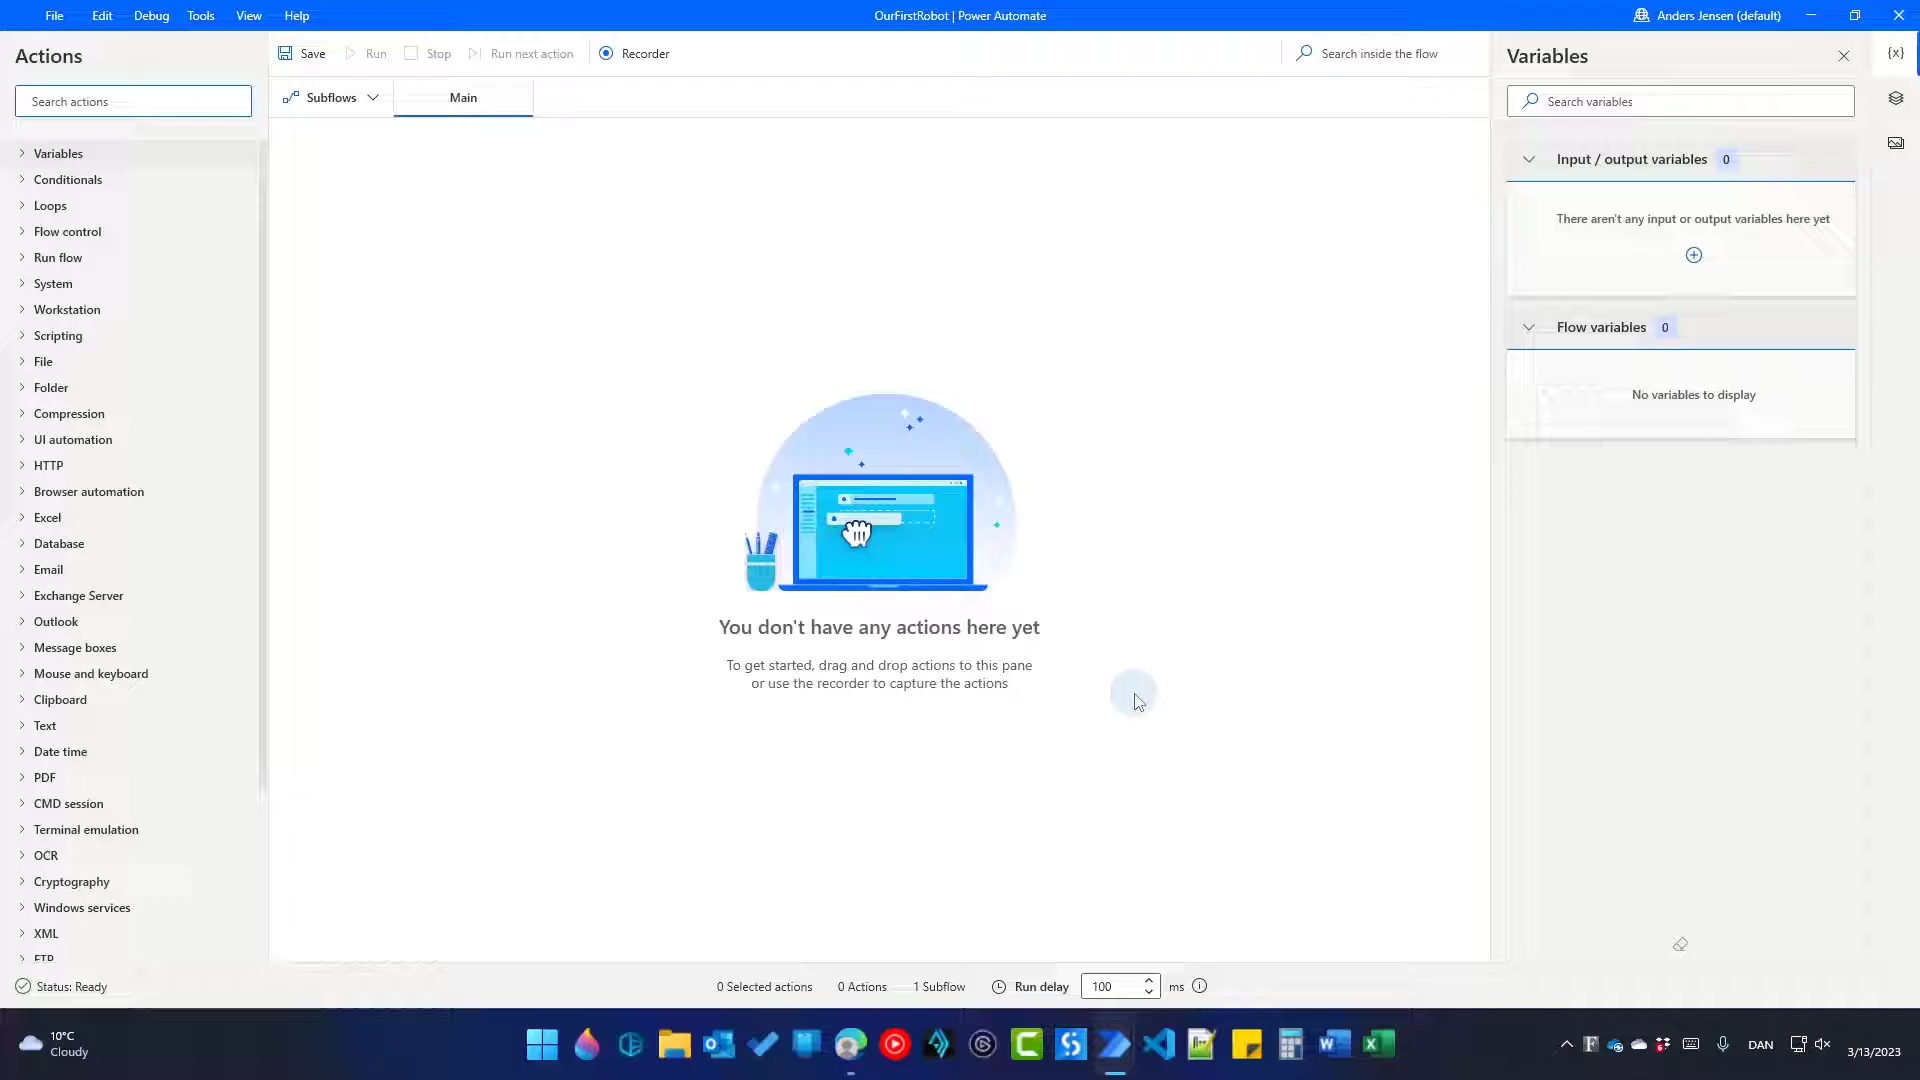 File Edit Debug Tools View Help
OurFirstRobot | Power Automate
Anders Jensen (default)
Actions
Search actions
Variables
Conditionals
Loops
Flow control
Run flow
System
Workstation
Scripting
File
Folder
Compression
UI automation
HTTP
Browser automation
Excel
Database
Email
Exchange Server
Outlook
Message boxes
Mouse and keyboard
Clipboard
Text
Date time
PDF
CMD session
Terminal emulation
OCR
Cryptography
Windows services
XML
FTP
Save Run Stop Run next action Recorder
Search inside the flow
Subflows Main
You don't have any actions here yet
To get started, drag and drop actions to this pane
or use the recorder to capture the actions
Variables
{x}
Search variables
Input / output variables 0
There aren't any input or output variables here yet
Flow variables 0
No variables to display
Status: Ready
0 Selected actions 0 Actions 1 Subflow Run delay 100 ms
10°C
Cloudy
DAN
3/13/2023